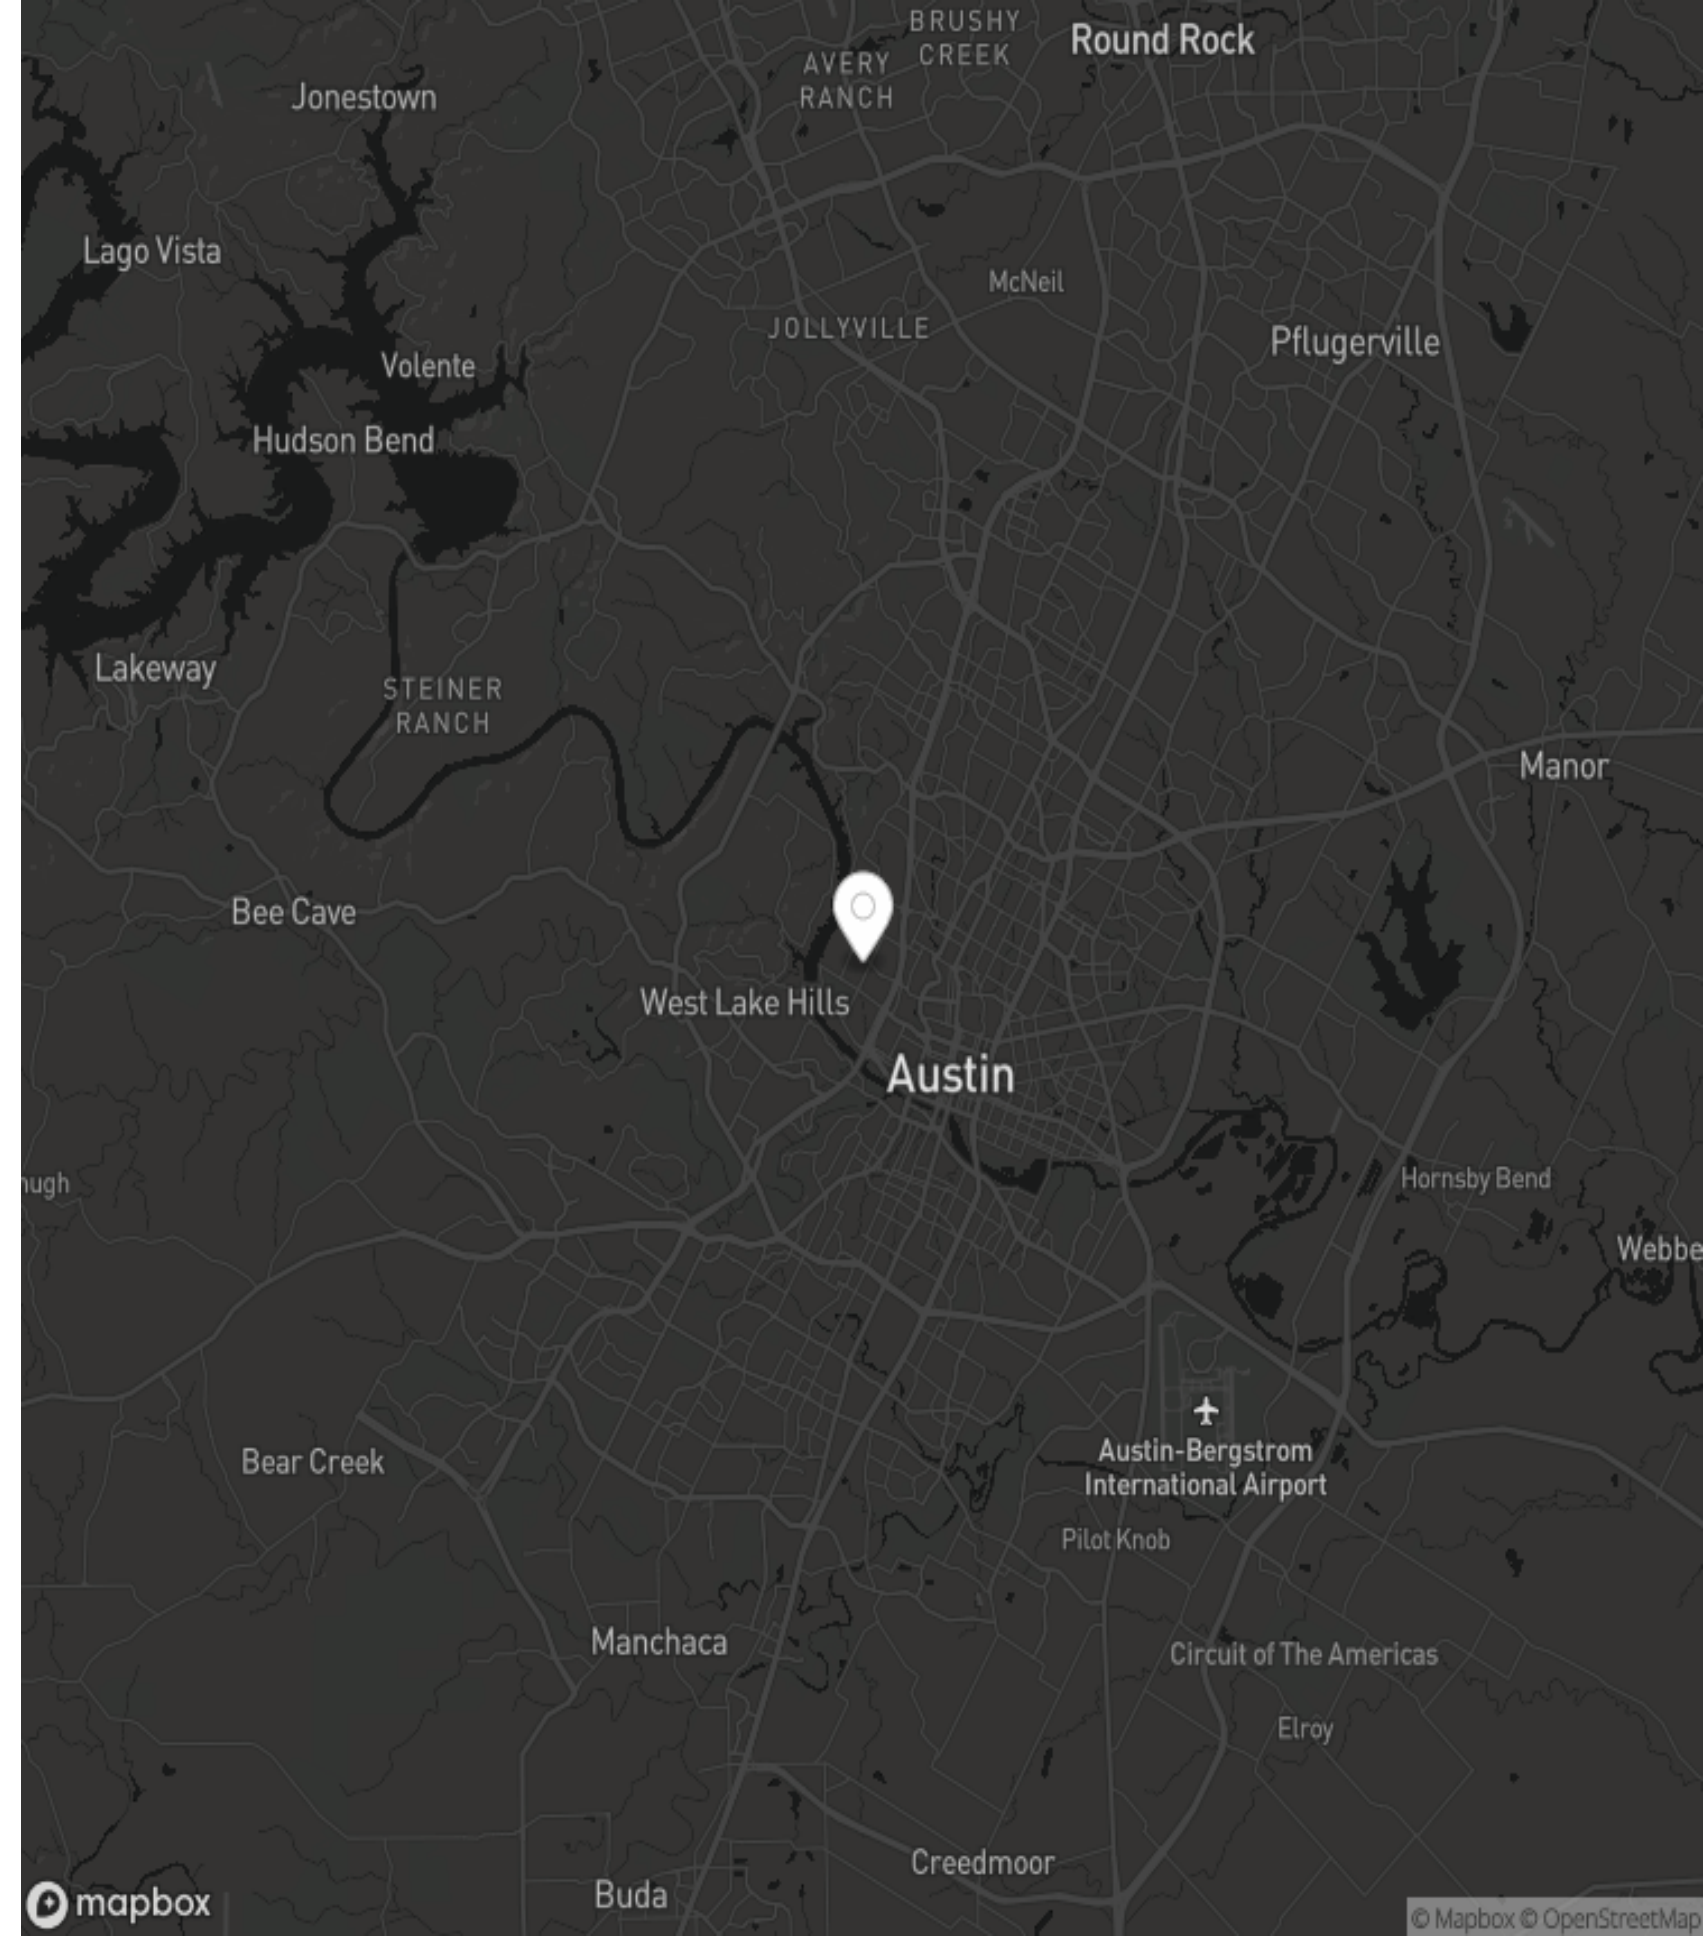 BRUSHY
CREEK
Round Rock
AVERY
RANCH
Jonestown
Lago Vista
McNeil
JOLLYVILLE
Pflugerville
Volente
Hudson Bend
Lakeway
STEINER
RANCH
Manor
Bee Cave
West Lake Hills
Austin
Hornsby Bend
ugh
Webbe
Austin-Bergstrom
International Airport
Bear Creek
Pilot Knob
Manchaca
Circuit of The Americas
Elroy
Creedmoor
Buda
mapbox
© Mapbox © OpenStreetMap